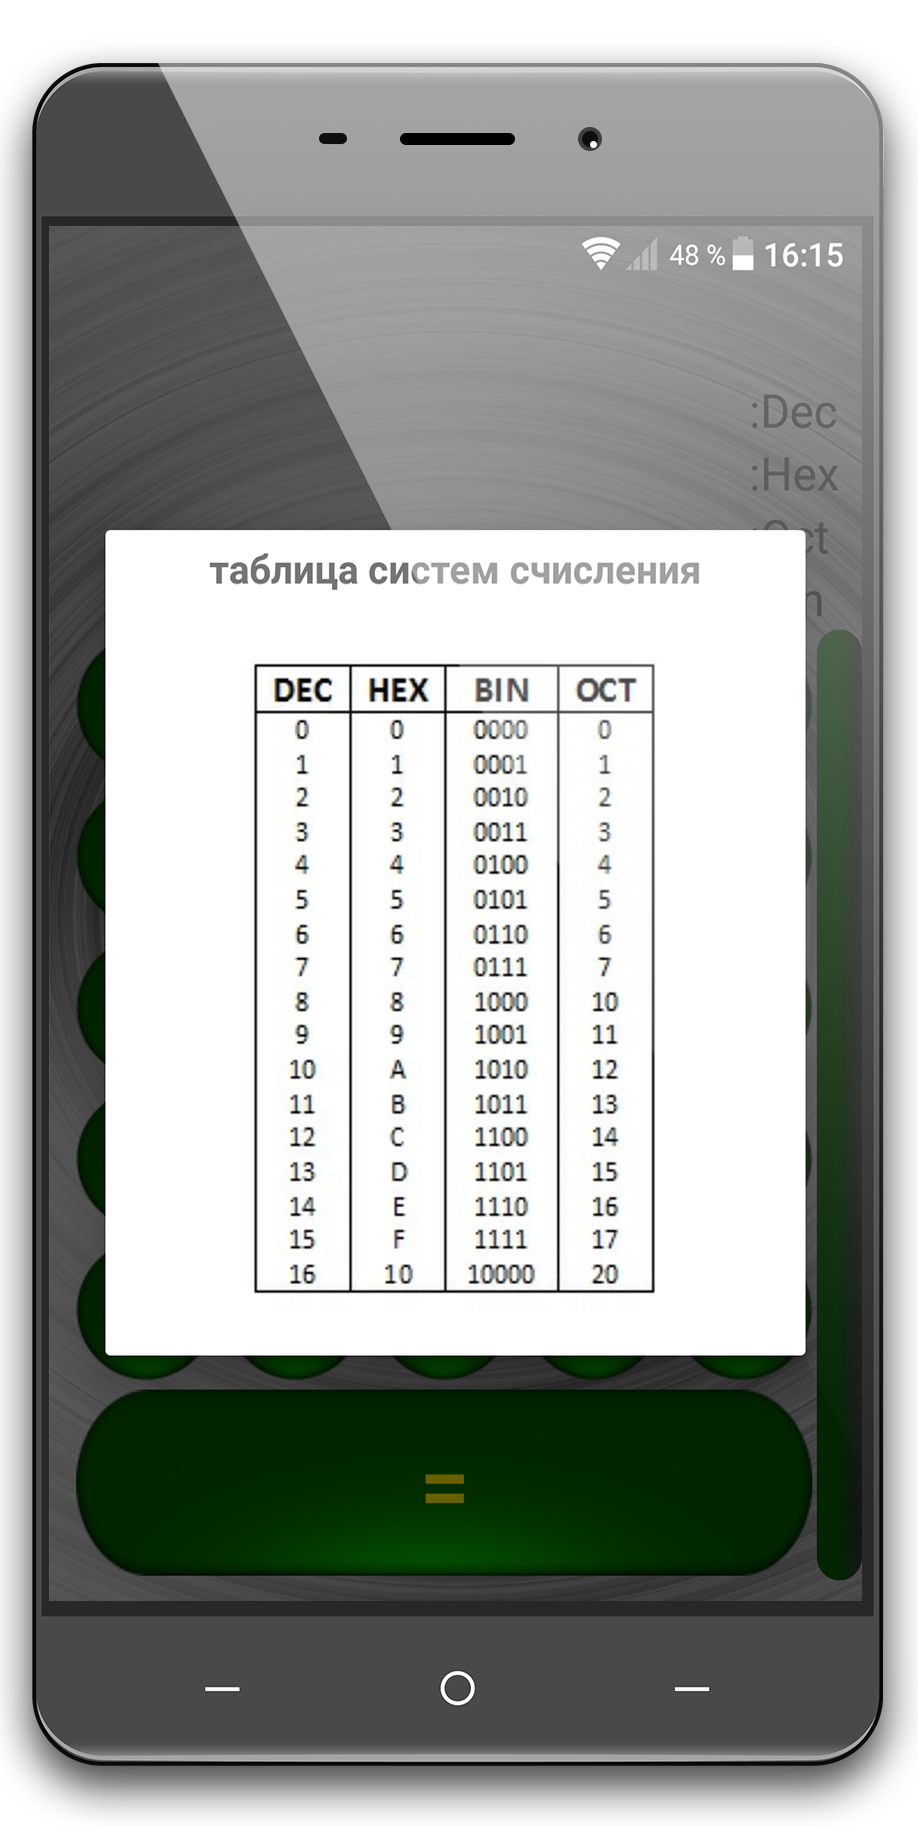 48 % 16:15
:Dec
:Hex
таблица систем счисления
DEC HEX BIN OCT
0 0 0000 0
1 1 0001 1
2 2 0010 2
3 3 0011 3
4 4 0100 4
5 5 0101 5
6 6 0110 6
7 7 0111 7
8 8 1000 10
9 9 1001 11
10 A 1010 12
11 B 1011 13
12 C 1100 14
13 D 1101 15
14 E 1110 16
15 F 1111 17
16 10 10000 20
=